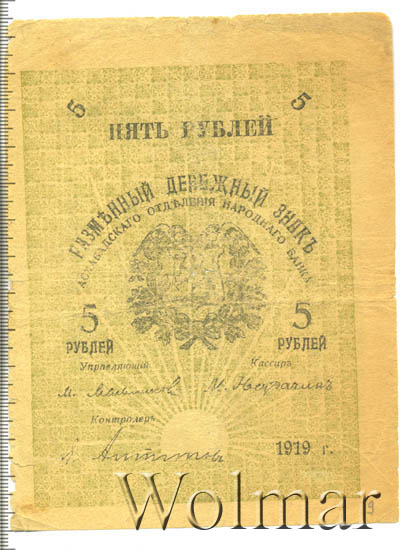 5 5
ПЯТЬ РУБЛЕЙ
РАЗМѢННЫЙ ДЕНЕЖНЫЙ ЗНАКЪ
АСХАБАДСКАГО ОТДѢЛЕНІЯ НАРОДНАГО БАНКА
5 5
РУБЛЕЙ РУБЛЕЙ
Управляющій Кассиръ
М.
Контролеръ
1919 г.
Wolmar